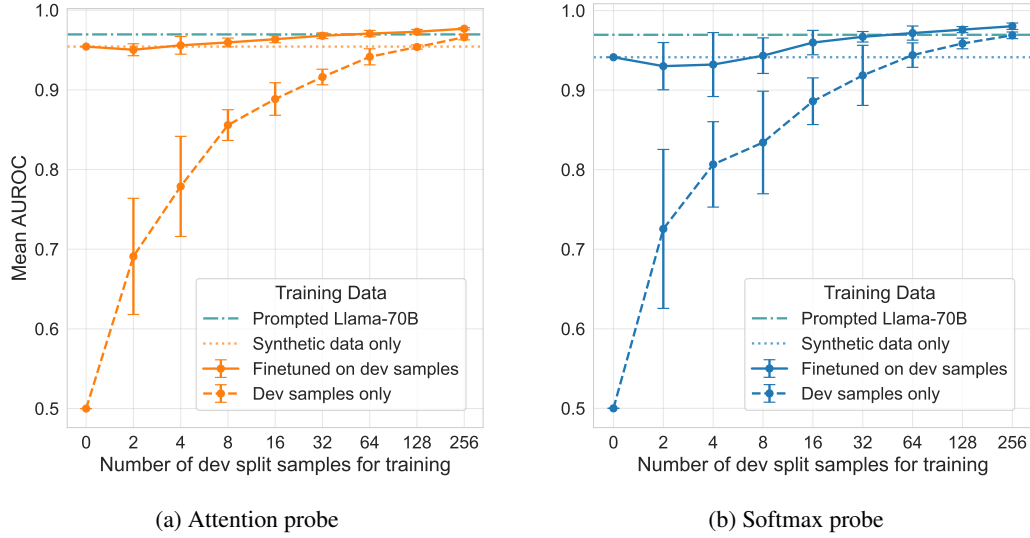 Mean AUROC
1.0
0.9
0.8
0.7
0.6
0.5
Training Data
Prompted Llama-70B
Synthetic data only
Finetuned on dev samples
Dev samples only
0 2 4 8 16 32 64 128 256
Number of dev split samples for training
(a) Attention probe
1.0
0.9
0.8
0.7
0.6
0.5
Training Data
Prompted Llama-70B
Synthetic data only
Finetuned on dev samples
Dev samples only
0 2 4 8 16 32 64 128 256
Number of dev split samples for training
(b) Softmax probe